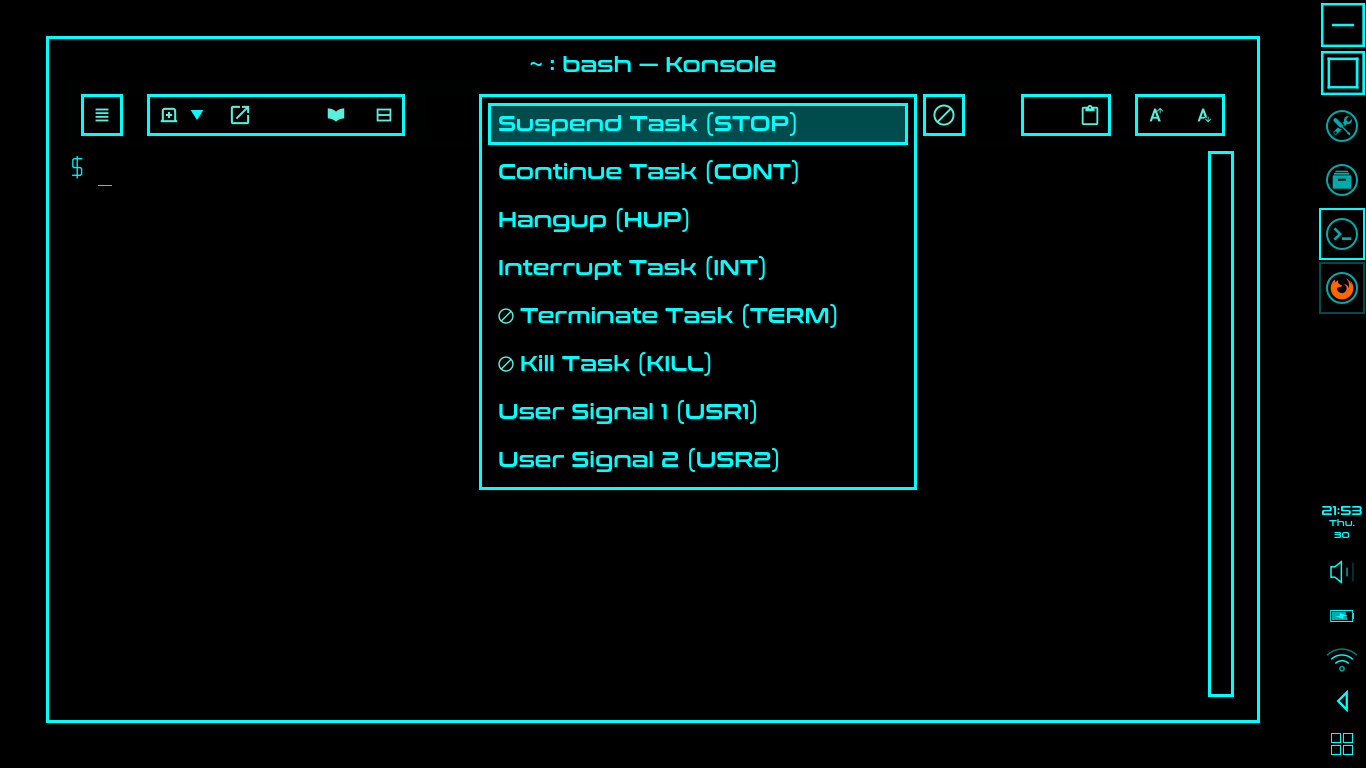 ~ : bash — Konsole
Suspend Task (STOP)
$ _
Continue Task (CONT)
Hangup (HUP)
Interrupt Task (INT)
Terminate Task (TERM)
Kill Task (KILL)
User Signal 1 (USR1)
User Signal 2 (USR2)
21:53
Thu.
30